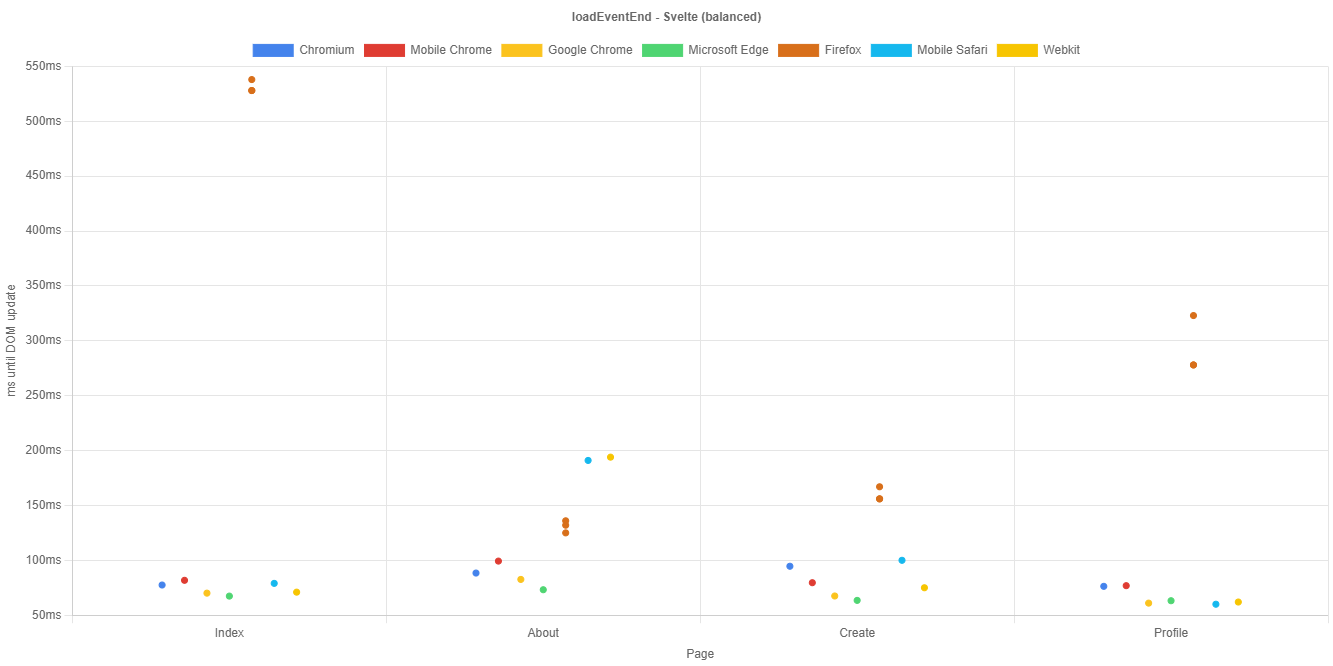 loadEventEnd - Svelte (balanced)
Chromium Mobile Chrome Google Chrome Microsoft Edge Firefox Mobile Safari Webkit
550ms
500ms
450ms
400ms
350ms
300ms
250ms
200ms
150ms
100ms
50ms
ms until DOM update
Index About Create Profile
Page